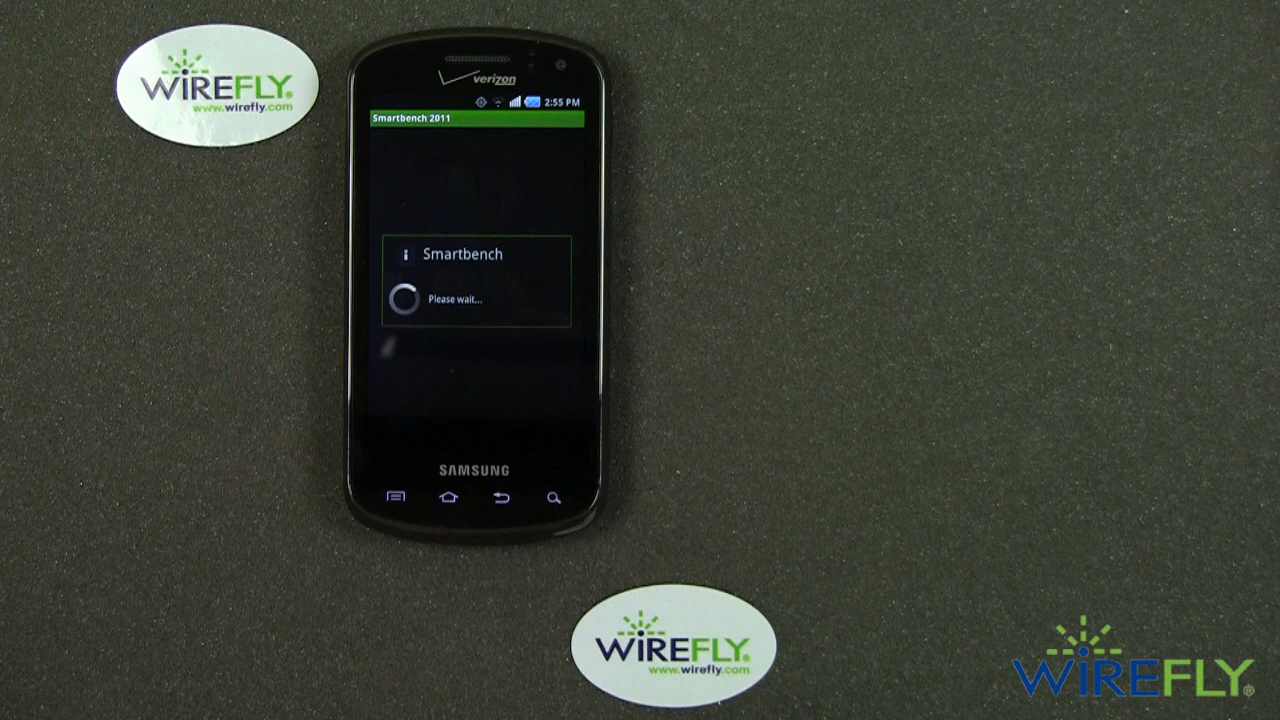 WIREFLY®
www.wirefly.com
verizon
2:55 PM
Smartbench 2011
Smartbench
Please wait...
SAMSUNG
WIREFLY®
www.wirefly.com
WIREFLY®